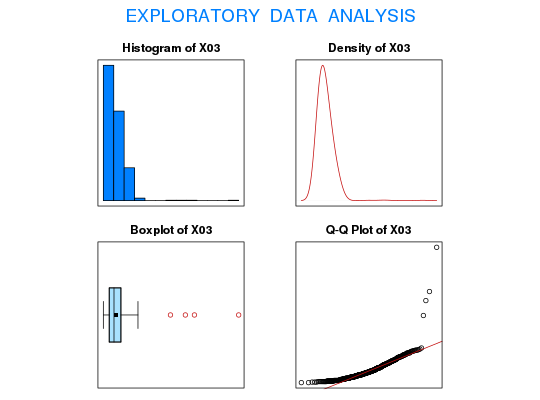 EXPLORATORY DATA ANALYSIS
Histogram of X03
Density of X03
Boxplot of X03
Q-Q Plot of X03